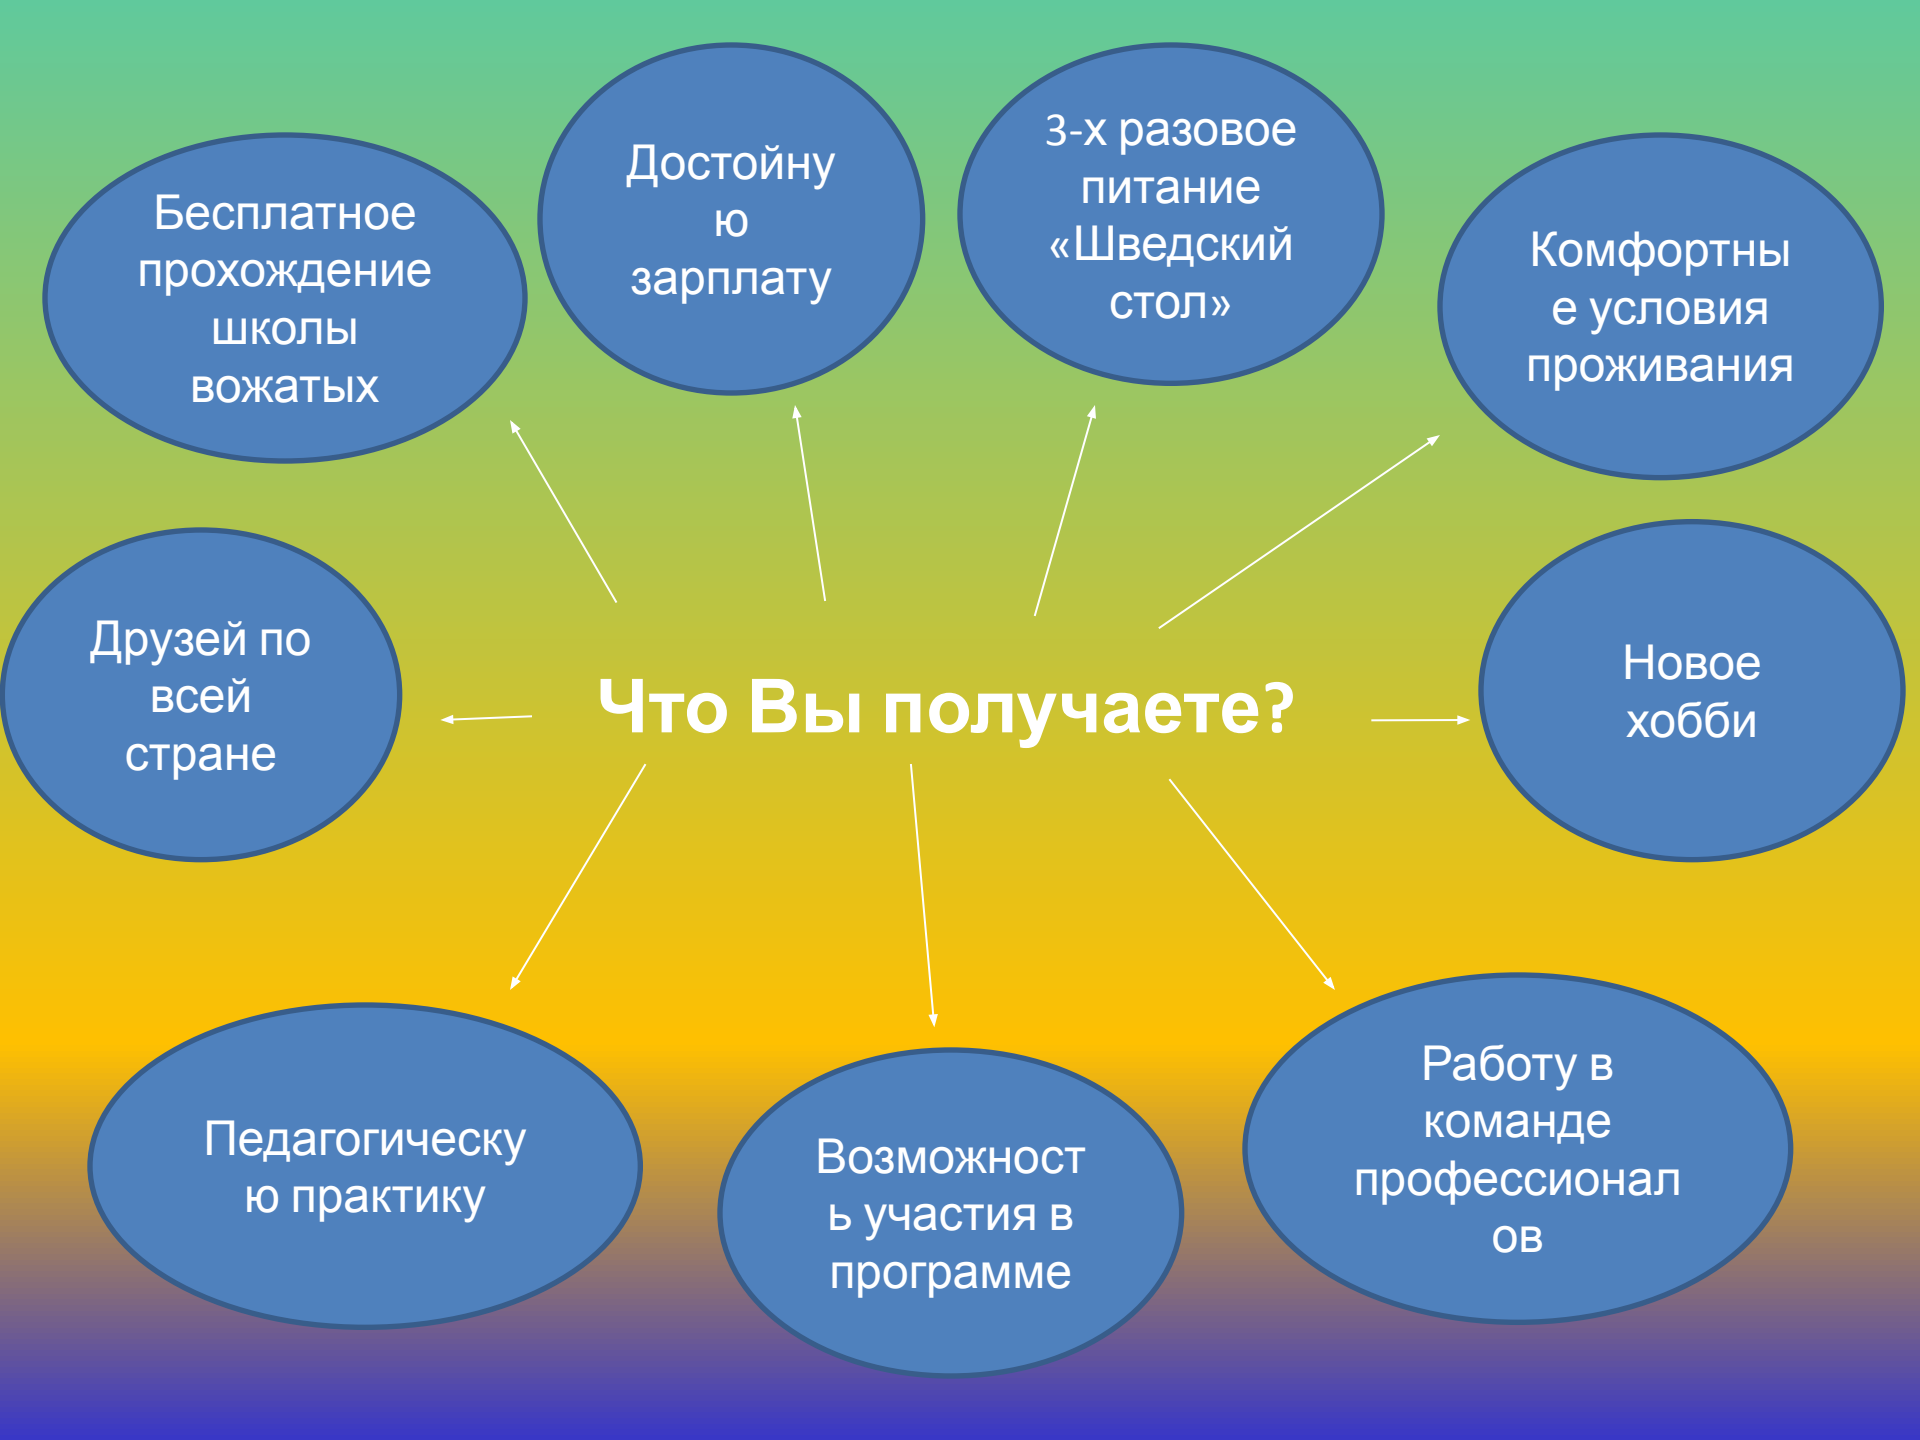 Бесплатное
прохождение
школы
вожатых
Достойну
ю
зарплату
3-х разовое
питание
«Шведский
стол»
Комфортны
е условия
проживания
Друзей по
всей
стране
Что Вы получаете?
Новое
хобби
Педагогическу
ю практику
Возможност
ь участия в
программе
Работу в
команде
профессионал
ов